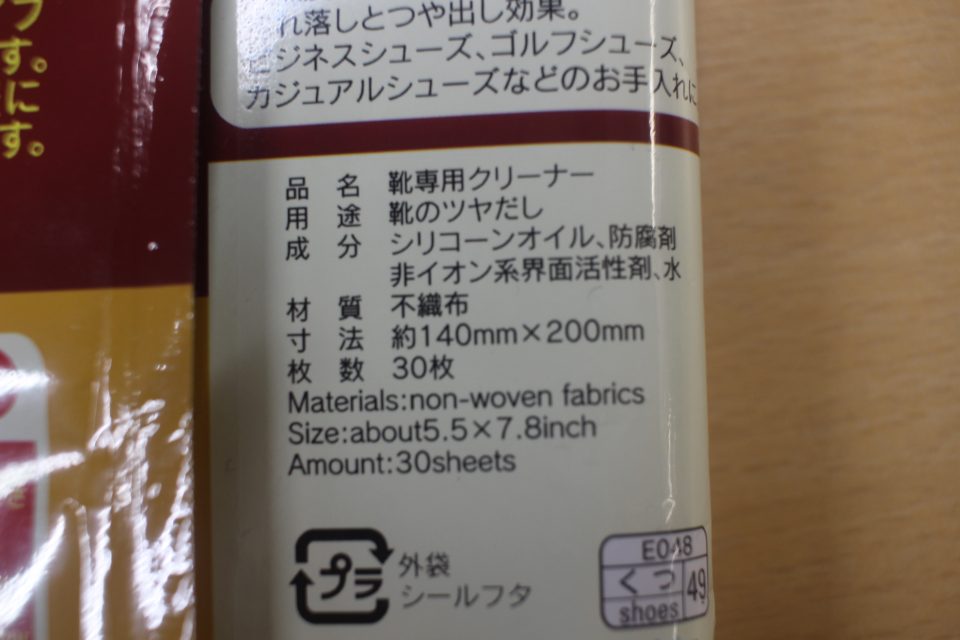 す。
に
す。
れ落しとつや出し効果。
ビジネスシューズ、ゴルフシューズ、
カジュアルシューズなどのお手入れに
品名 靴専用クリーナー
用途 靴のツヤだし
成分 シリコーンオイル、防腐剤
非イオン系界面活性剤、水
材質 不織布
寸法 約140mm×200mm
枚数 30枚
Materials:non-woven fabrics
Size:about5.5×7.8inch
Amount:30sheets
プラ
外袋
シールフタ
E048
くつ 49
shoes